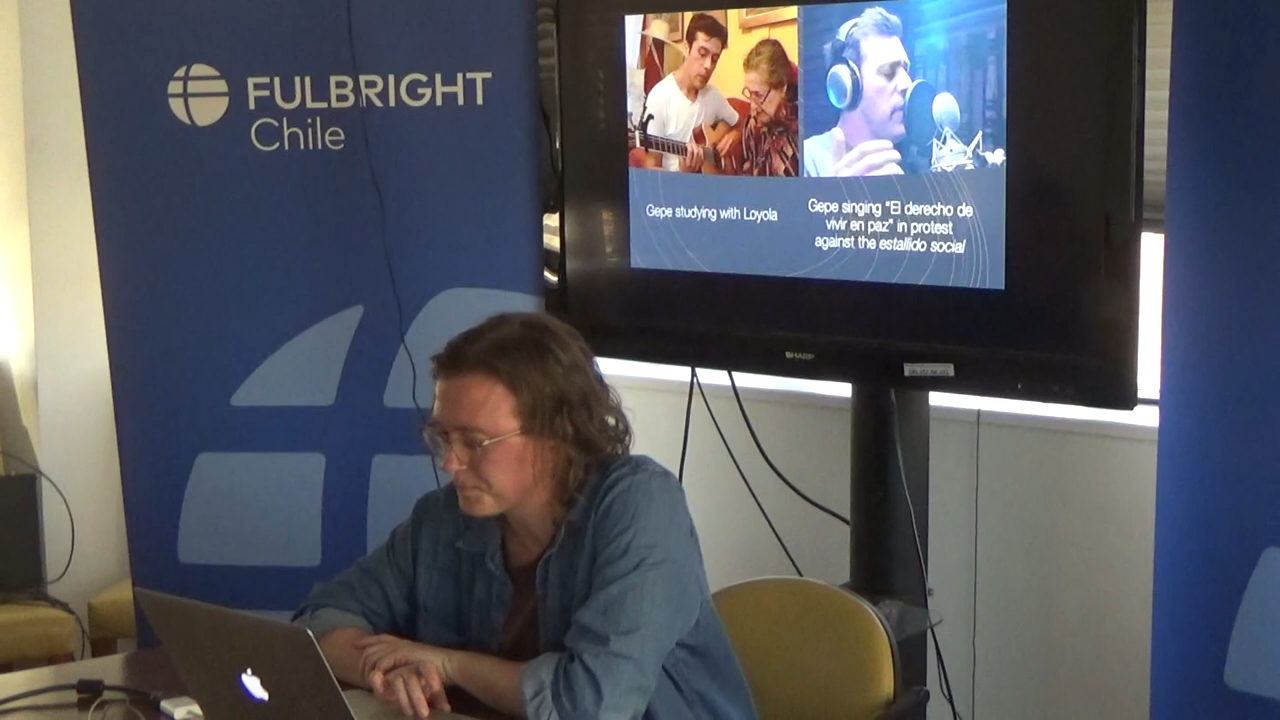 FULBRIGHT
Chile
Gepe studying with Loyola
Gepe singing "El derecho de
vivir en paz" in protest
against the estallido social
SHARP